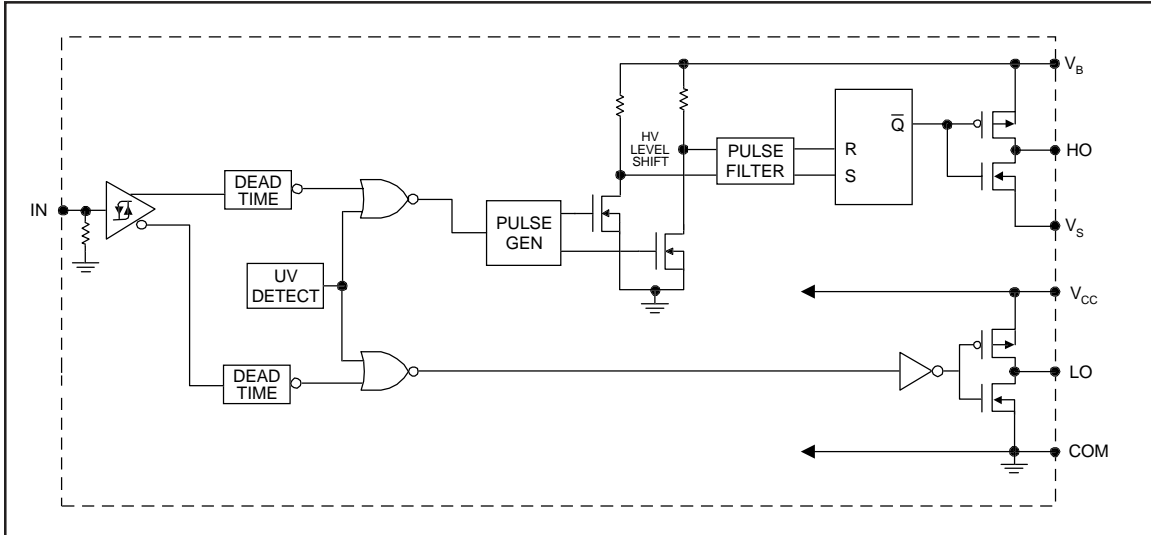 V_B
Q̅
HV
LEVEL
SHIFT
PULSE
FILTER
R
S
HO
DEAD
TIME
IN
PULSE
GEN
V_S
UV
DETECT
V_CC
DEAD
TIME
LO
COM